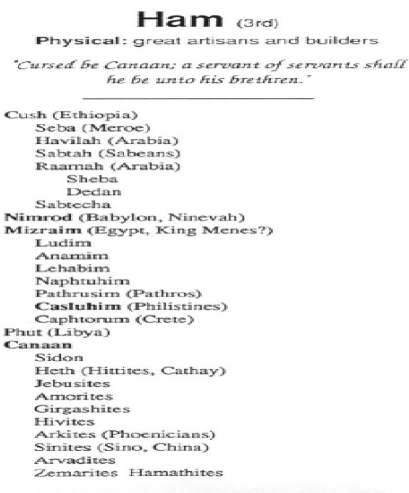 Ham (3rd)
Physical: great artisans and builders
"Cursed be Canaan; a servant of servants shall
he be unto his brethren."
Cush (Ethiopia)
Seba (Meroe)
Havilah (Arabia)
Sabtah (Sabeans)
Raamah (Arabia)
Sheba
Dedan
Sabtecha
Nimrod (Babylon, Ninevah)
Mizraim (Egypt, King Menes?)
Ludim
Anamim
Lehabim
Naphtuhim
Pathrusim (Pathros)
Casluhim (Philistines)
Caphtorum (Crete)
Phut (Libya)
Canaan
Sidon
Heth (Hittites, Cathay)
Jebusites
Amorites
Girgashites
Hivites
Arkites (Phoenicians)
Sinites (Sino, China)
Arvadites
Zemarites Hamathites